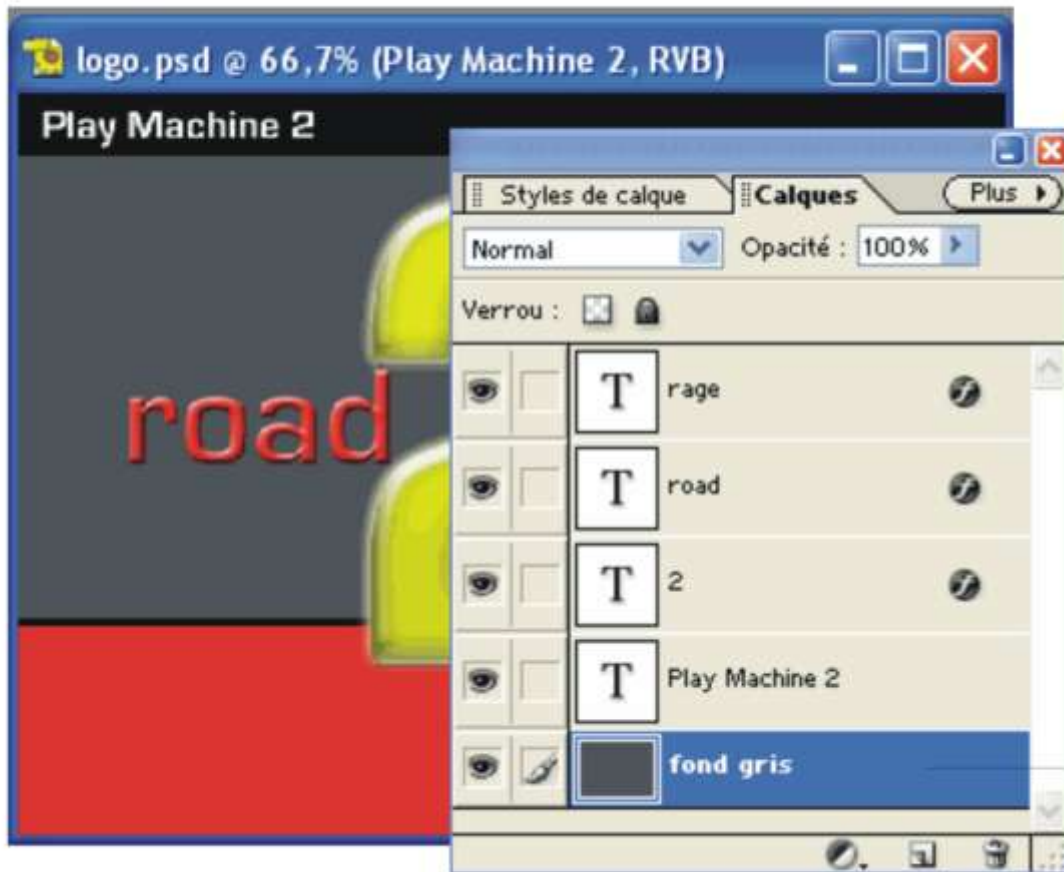 logo.psd @ 66,7% (Play Machine 2, RVB)
Play Machine 2
road
Styles de calque
Calques
Plus
Normal
Opacité : 100%
Verrou :
T rage
T road
T 2
T Play Machine 2
fond gris